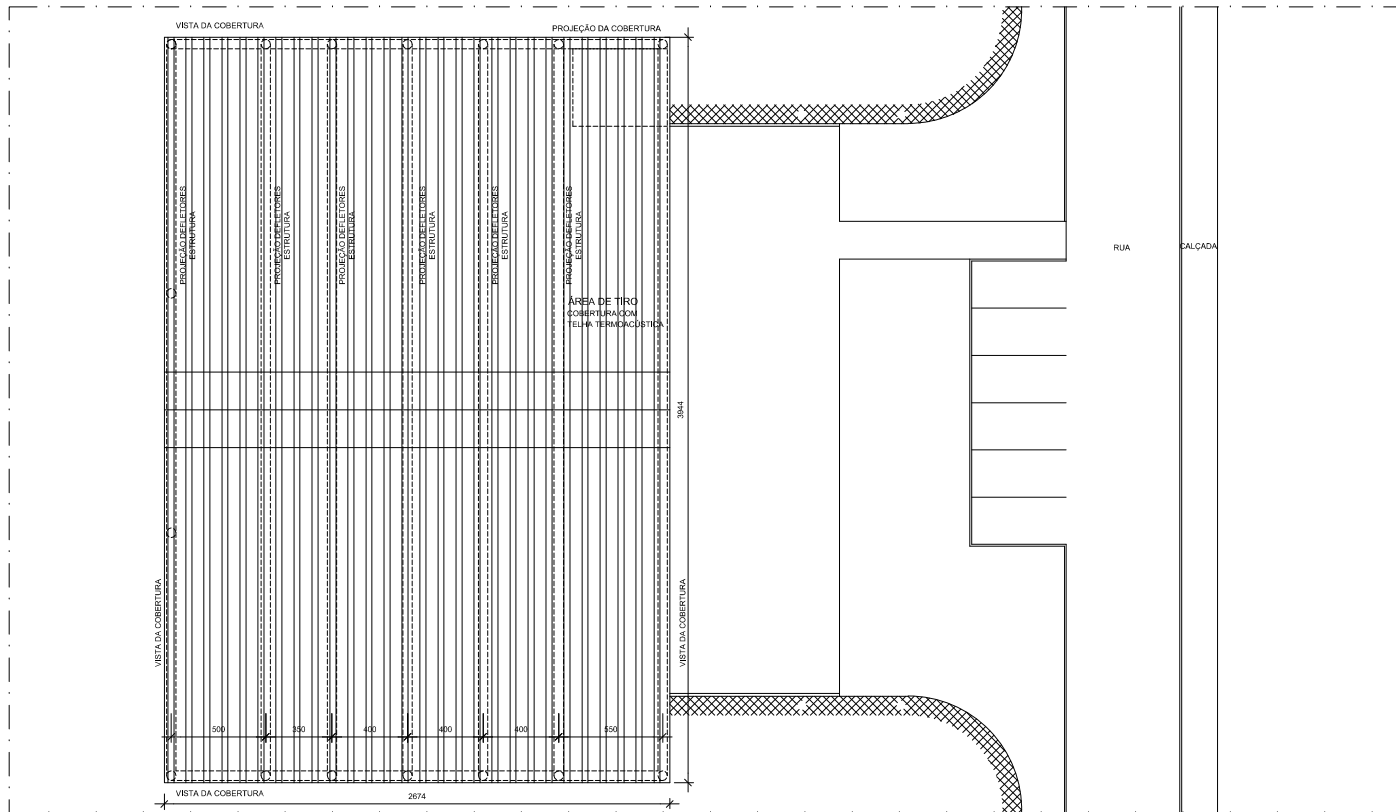 VISTA DA COBERTURA
PROJEÇÃO DA COBERTURA
PROJEÇÃO DEFLETORES
ESTRUTURA
PROJEÇÃO DEFLETORES
ESTRUTURA
PROJEÇÃO DEFLETORES
ESTRUTURA
PROJEÇÃO DEFLETORES
ESTRUTURA
PROJEÇÃO DEFLETORES
ESTRUTURA
PROJEÇÃO DEFLETORES
ESTRUTURA
RUA
CALÇADA
ÁREA DE TIRO
COBERTURA COM
TELHA TERMOACÚSTICA
3944
VISTA DA COBERTURA
VISTA DA COBERTURA
500
350
400
400
400
550
VISTA DA COBERTURA
2674